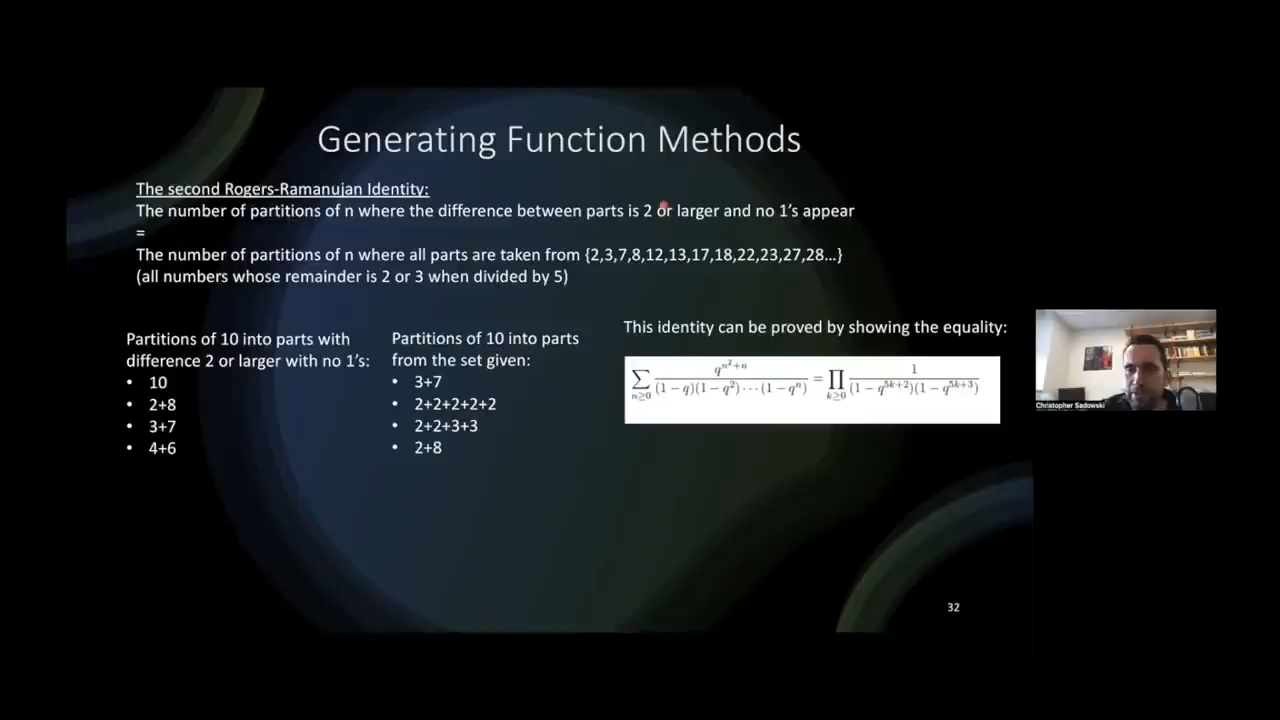 Generating Function Methods
The second Rogers-Ramanujan Identity:
The number of partitions of n where the difference between parts is 2 or larger and no 1's appear
=
The number of partitions of n where all parts are taken from {2,3,7,8,12,13,17,18,22,23,27,28...}
(all numbers whose remainder is 2 or 3 when divided by 5)
Partitions of 10 into parts with
difference 2 or larger with no 1's:
• 10
• 2+8
• 3+7
• 4+6
Partitions of 10 into parts
from the set given:
• 3+7
• 2+2+2+2+2
• 2+2+3+3
• 2+8
This identity can be proved by showing the equality:
∑_{n≥0} q^{n²+n} / (1−q)(1−q²)⋯(1−qⁿ) = ∏_{k≥0} 1 / (1−q^{5k+2})(1−q^{5k+3})
Christopher Sadowski
32